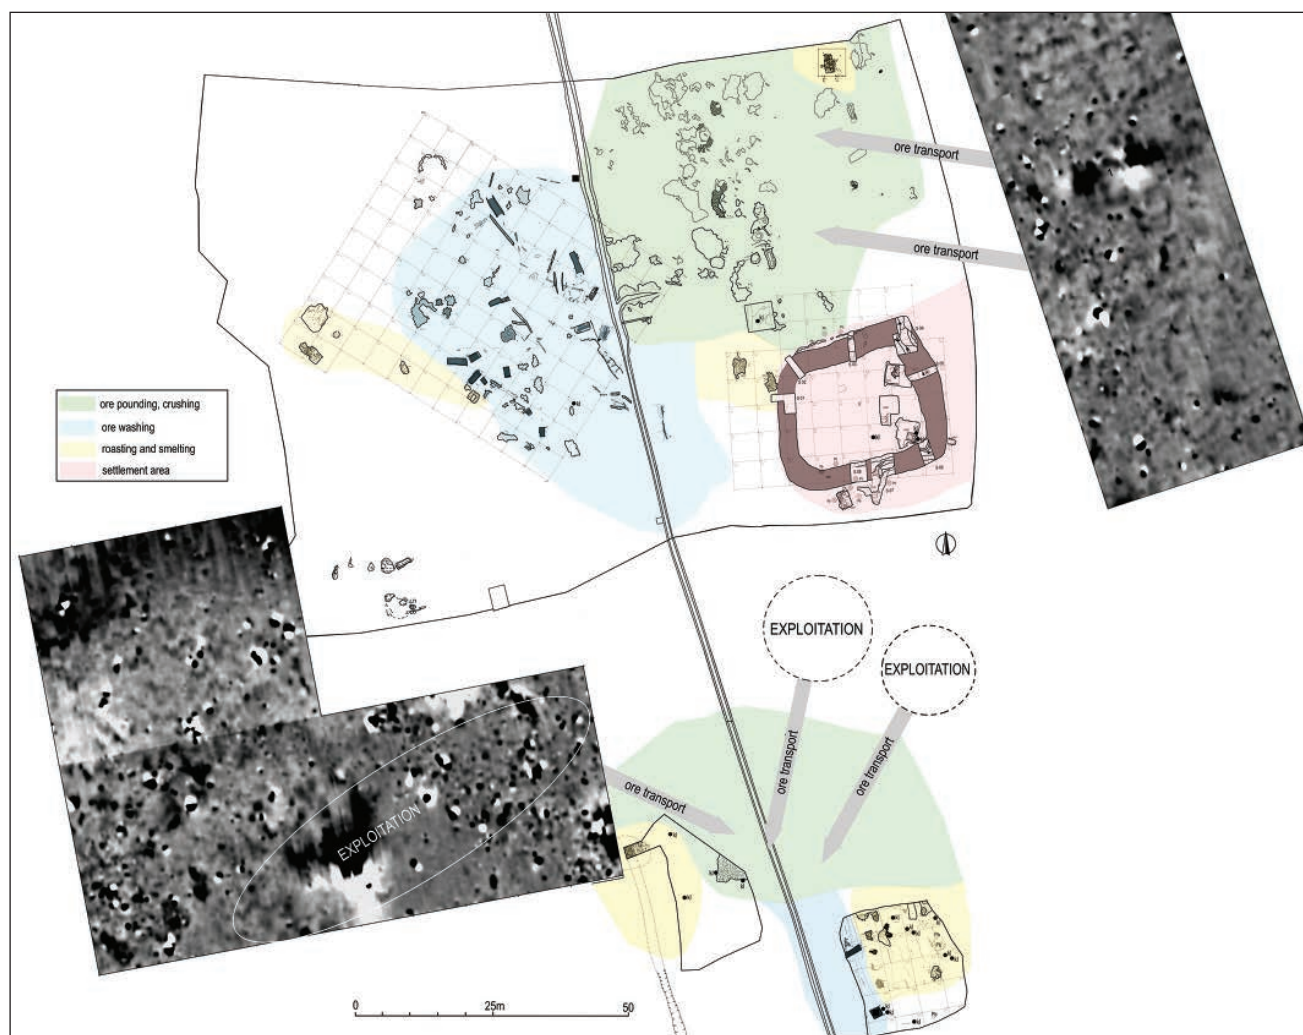 ore transport
ore transport
ore pounding, crushing
ore washing
roasting and smelting
settlement area
EXPLOITATION
EXPLOITATION
ore transport
ore transport
ore transport
EXPLOITATION
0 25m 50